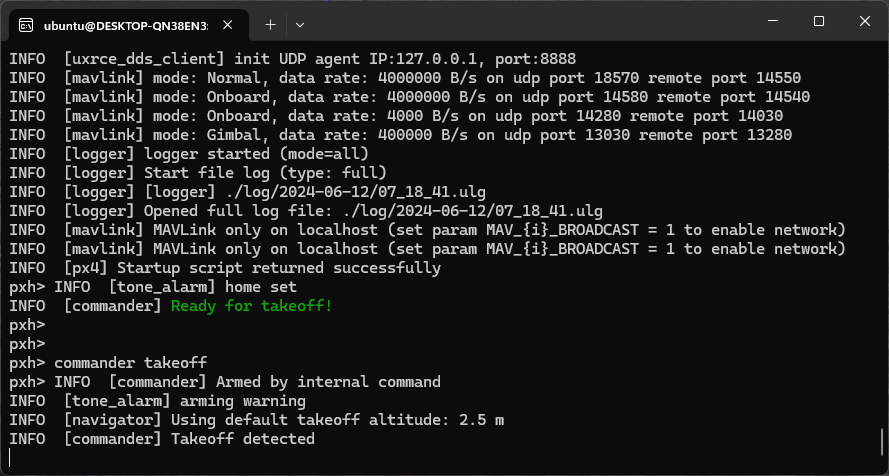 ubuntu@DESKTOP-QN38EN3:
INFO  [uxrce_dds_client] init UDP agent IP:127.0.0.1, port:8888
INFO  [mavlink] mode: Normal, data rate: 4000000 B/s on udp port 18570 remote port 14550
INFO  [mavlink] mode: Onboard, data rate: 4000000 B/s on udp port 14580 remote port 14540
INFO  [mavlink] mode: Onboard, data rate: 4000 B/s on udp port 14280 remote port 14030
INFO  [mavlink] mode: Gimbal, data rate: 400000 B/s on udp port 13030 remote port 13280
INFO  [logger] logger started (mode=all)
INFO  [logger] Start file log (type: full)
INFO  [logger] [logger] ./log/2024-06-12/07_18_41.ulg
INFO  [logger] Opened full log file: ./log/2024-06-12/07_18_41.ulg
INFO  [mavlink] MAVLink only on localhost (set param MAV_{i}_BROADCAST = 1 to enable network)
INFO  [mavlink] MAVLink only on localhost (set param MAV_{i}_BROADCAST = 1 to enable network)
INFO  [px4] Startup script returned successfully
pxh> INFO  [tone_alarm] home set
INFO  [commander] Ready for takeoff!
pxh>
pxh>
pxh> commander takeoff
pxh> INFO  [commander] Armed by internal command
INFO  [tone_alarm] arming warning
INFO  [navigator] Using default takeoff altitude: 2.5 m
INFO  [commander] Takeoff detected